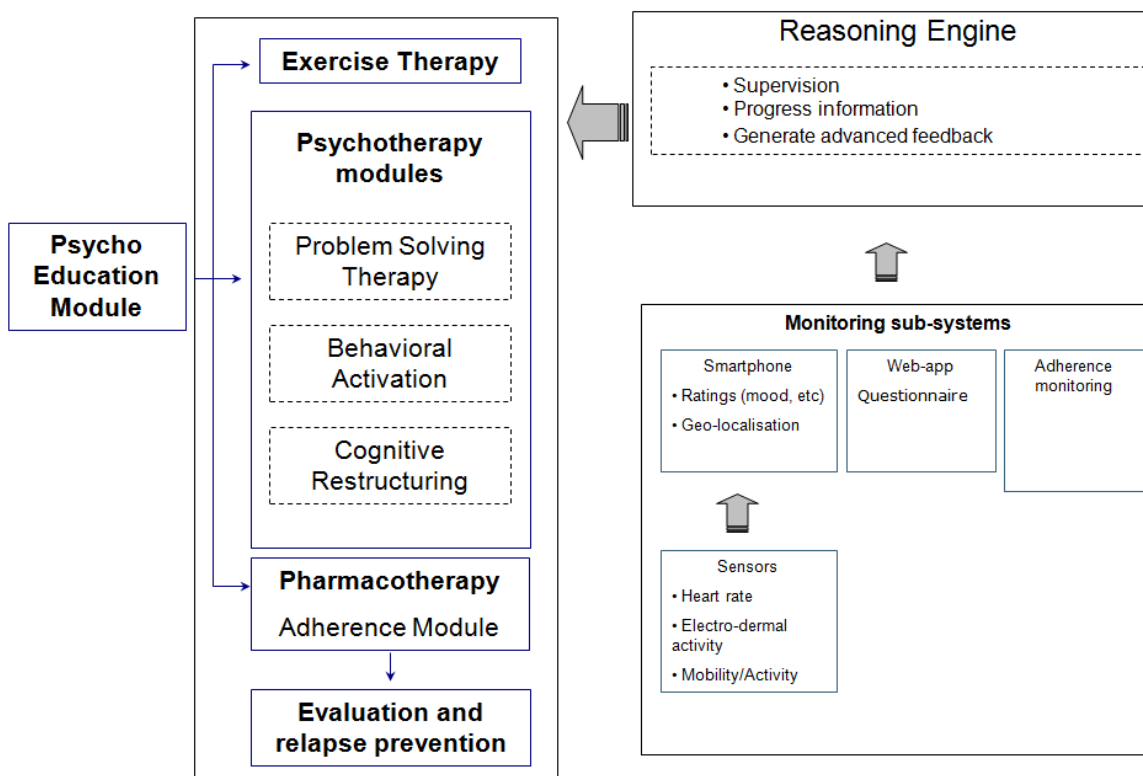 Psycho
Education
Module
Exercise Therapy
Psychotherapy
modules
Problem Solving
Therapy
Behavioral
Activation
Cognitive
Restructuring
Pharmacotherapy
Adherence Module
Evaluation and
relapse prevention
Reasoning Engine
• Supervision
• Progress information
• Generate advanced feedback
Monitoring sub-systems
Smartphone
• Ratings (mood, etc)
• Geo-localisation
Web-app
Questionnaire
Adherence
monitoring
Sensors
• Heart rate
• Electro-dermal
activity
• Mobility/Activity